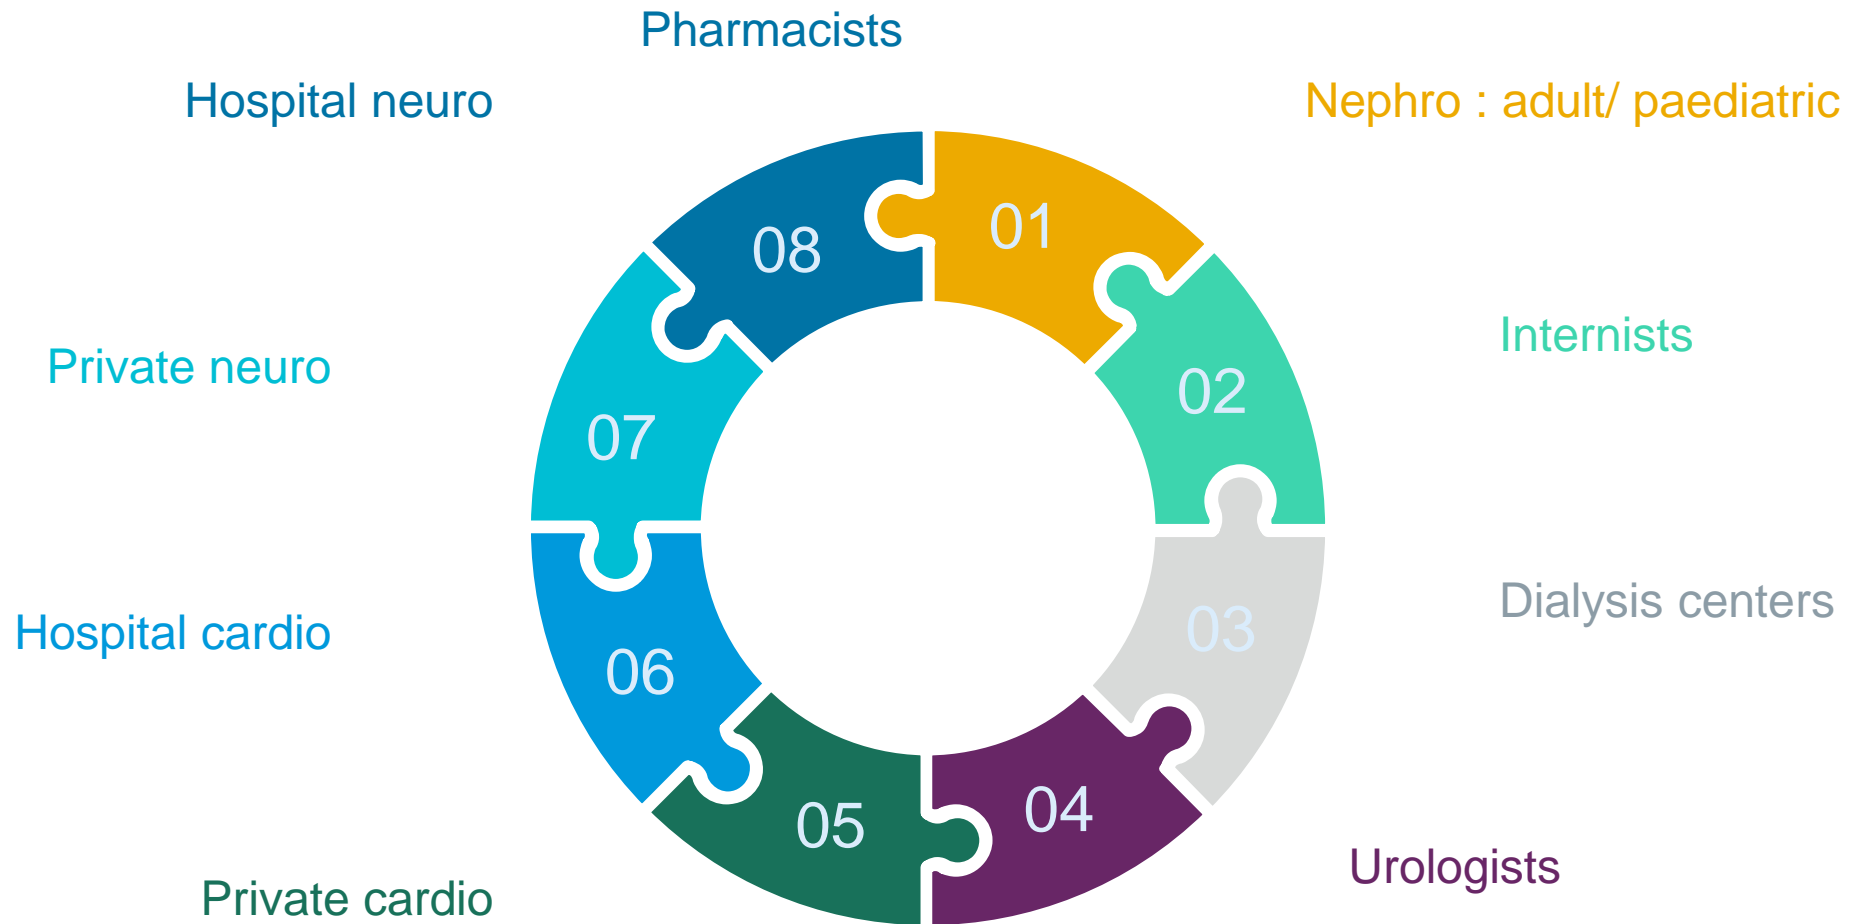 Pharmacists
Hospital neuro
Nephro : adult/ paediatric
08
01
Private neuro
Internists
07
02
Hospital cardio
Dialysis centers
06
03
05
04
Private cardio
Urologists